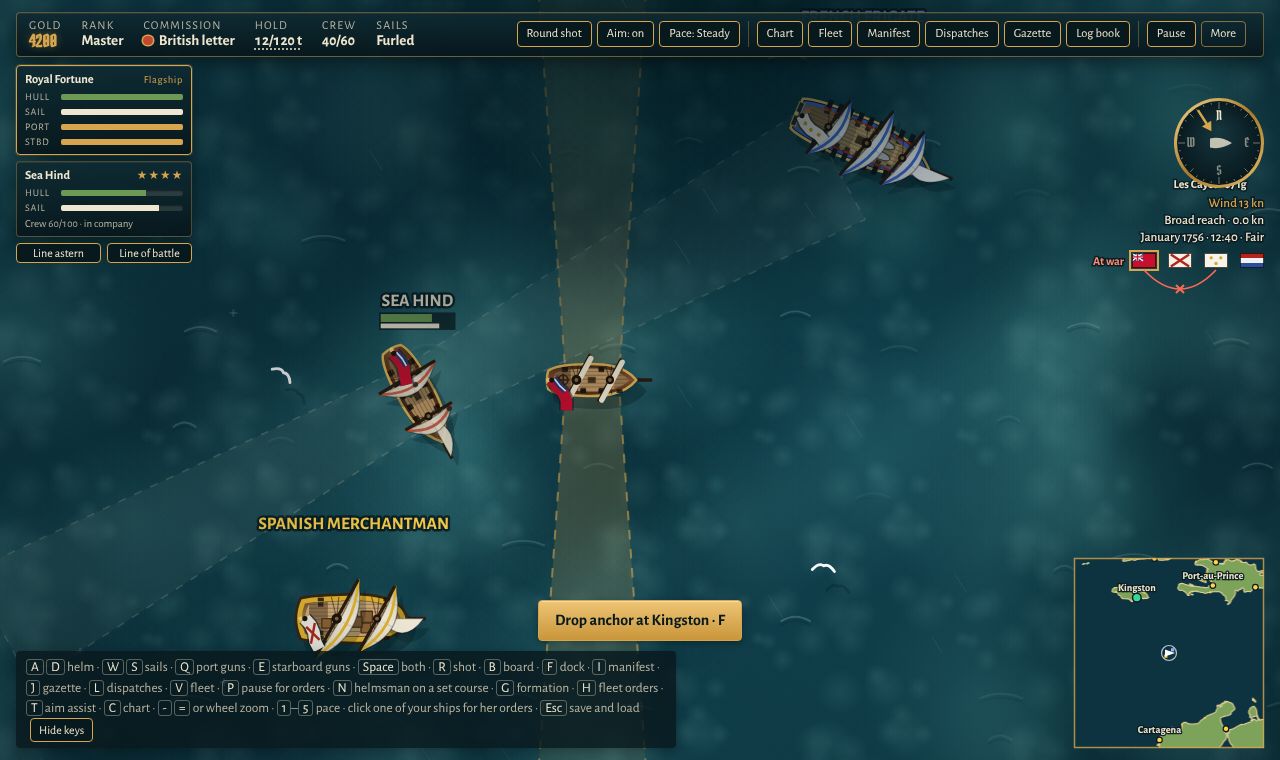 GOLD RANK COMMISSION HOLD CREW SAILS
4200 Master British letter 12/120 t 40/60 Furled
Round shot Aim: on Pace: Steady Chart Fleet Manifest Dispatches Gazette Log book Pause More
Royal Fortune Flagship
HULL
SAIL
PORT
STBD
Sea Hind ★★★★
HULL
SAIL
Crew 60/100 · in company
Line astern Line of battle
N
W E
S
Les Cay
Wind 13 kn
Broad reach · 0.0 kn
January 1756 · 12:40 · Fair
At war
SEA HIND
SPANISH MERCHANTMAN
Drop anchor at Kingston · F
Kingston
Port-au-Prince
Cartagena
A D helm · W S sails · Q port guns · E starboard guns · Space both · R shot · B board · F dock · I manifest ·
J gazette · L dispatches · V fleet · P pause for orders · N helmsman on a set course · G formation · H fleet orders ·
T aim assist · C chart · - = or wheel zoom · 1–5 pace · click one of your ships for her orders · Esc save and load
Hide keys